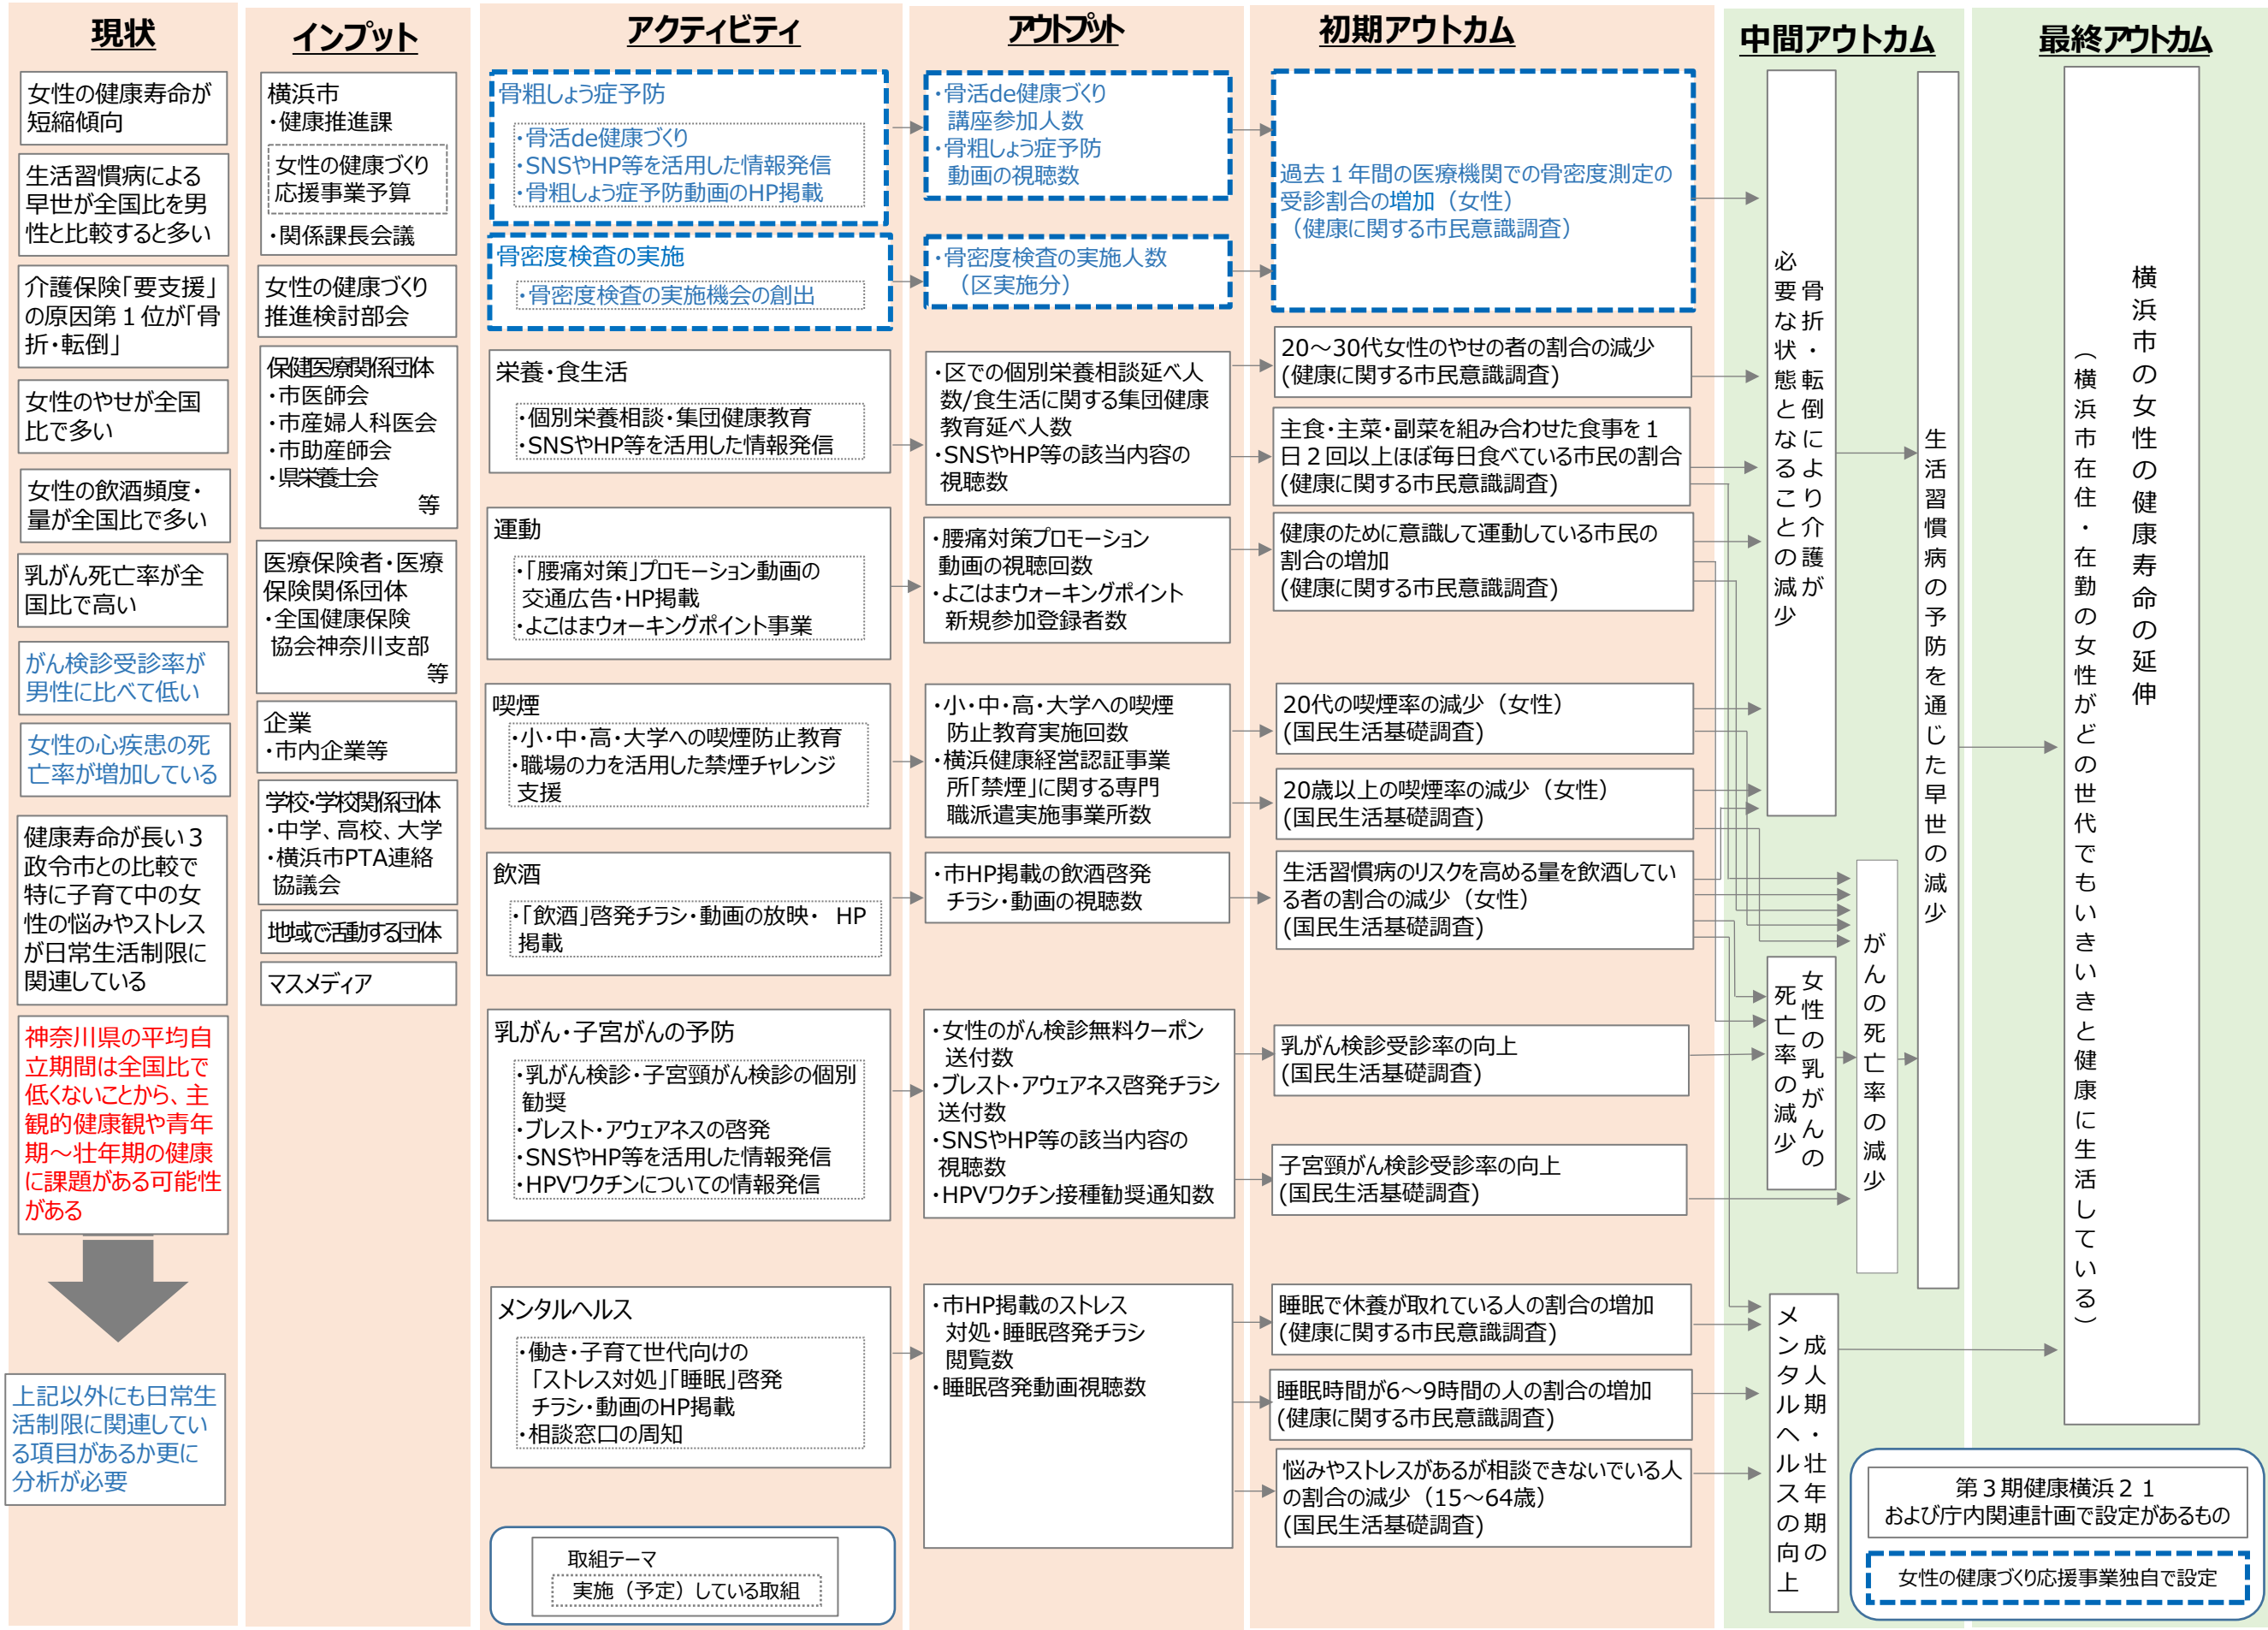 現状
女性の健康寿命が
短縮傾向
生活習慣病による
早世が全国比を男
性と比較すると多い
介護保険「要支援」
の原因第1位が「骨
折・転倒」
女性のやせが全国
比で多い
女性の飲酒頻度・
量が全国比で多い
乳がん死亡率が全
国比で高い
がん検診受診率が
男性に比べて低い
女性の心疾患の死
亡率が増加している
健康寿命が長い3
政令市との比較で
特に子育て中の女
性の悩みやストレス
が日常生活制限に
関連している
神奈川県の平均自
立期間は全国比で
低くないことから、主
観的健康観や青年
期～壮年期の健康
に課題がある可能性
がある
上記以外にも日常生
活制限に関連してい
る項目があるか更に
分析が必要
インプット
横浜市
・健康推進課
女性の健康づくり
応援事業予算
・関係課長会議
女性の健康づくり
推進検討部会
保健医療関係団体
・市医師会
・市産婦人科医会
・市助産師会
・県栄養士会
等
医療保険者・医療
保険関係団体
・全国健康保険
協会神奈川支部
等
企業
・市内企業等
学校・学校関係団体
・中学、高校、大学
・横浜市PTA連絡
協議会
地域で活動する団体
マスメディア
アクティビティ
骨粗しょう症予防
・骨活de健康づくり
・SNSやHP等を活用した情報発信
・骨粗しょう症予防動画のHP掲載
骨密度検査の実施
・骨密度検査の実施機会の創出
栄養・食生活
・個別栄養相談・集団健康教育
・SNSやHP等を活用した情報発信
運動
・「腰痛対策」プロモーション動画の
交通広告・HP掲載
・よこはまウォーキングポイント事業
喫煙
・小・中・高・大学への喫煙防止教育
・職場の力を活用した禁煙チャレンジ
支援
飲酒
・「飲酒」啓発チラシ・動画の放映・ HP
掲載
乳がん・子宮がんの予防
・乳がん検診・子宮頸がん検診の個別
勧奨
・ブレスト・アウェアネスの啓発
・SNSやHP等を活用した情報発信
・HPVワクチンについての情報発信
メンタルヘルス
・働き・子育て世代向けの
「ストレス対処」「睡眠」啓発
チラシ・動画のHP掲載
・相談窓口の周知
取組テーマ
実施（予定）している取組
アウトプット
・骨活de健康づくり
講座参加人数
・骨粗しょう症予防
動画の視聴数
・骨密度検査の実施人数
（区実施分）
・区での個別栄養相談延べ人
数/食生活に関する集団健康
教育延べ人数
・SNSやHP等の該当内容の
視聴数
・腰痛対策プロモーション
動画の視聴回数
・よこはまウォーキングポイント
新規参加登録者数
・小・中・高・大学への喫煙
防止教育実施回数
・横浜健康経営認証事業
所「禁煙」に関する専門
職派遣実施事業所数
・市HP掲載の飲酒啓発
チラシ・動画の視聴数
・女性のがん検診無料クーポン
送付数
・ブレスト・アウェアネス啓発チラシ
送付数
・SNSやHP等の該当内容の
視聴数
・HPVワクチン接種勧奨通知数
・市HP掲載のストレス
対処・睡眠啓発チラシ
閲覧数
・睡眠啓発動画視聴数
初期アウトカム
過去1年間の医療機関での骨密度測定の
受診割合の増加（女性）
（健康に関する市民意識調査）
20～30代女性のやせの者の割合の減少
(健康に関する市民意識調査)
主食・主菜・副菜を組み合わせた食事を1
日2回以上ほぼ毎日食べている市民の割合
(健康に関する市民意識調査)
健康のために意識して運動している市民の
割合の増加
(健康に関する市民意識調査)
20代の喫煙率の減少（女性）
(国民生活基礎調査)
20歳以上の喫煙率の減少（女性）
(国民生活基礎調査)
生活習慣病のリスクを高める量を飲酒してい
る者の割合の減少（女性）
(国民生活基礎調査)
乳がん検診受診率の向上
(国民生活基礎調査)
子宮頸がん検診受診率の向上
(国民生活基礎調査)
睡眠で休養が取れている人の割合の増加
(健康に関する市民意識調査)
睡眠時間が6～9時間の人の割合の増加
(健康に関する市民意識調査)
悩みやストレスがあるが相談できないでいる人
の割合の減少（15～64歳）
(国民生活基礎調査)
中間アウトカム
骨折・転倒により介護が
必要な状態となることの減少
女性の乳がんの
死亡率の減少
がんの死亡率の減少
生活習慣病の予防を通じた早世の減少
成人期・壮年期の
メンタルヘルスの向上
最終アウトカム
横浜市の女性の健康寿命の延伸
（横浜市在住・在勤の女性がどの世代でもいきいきと健康に生活している）
第3期健康横浜21
および庁内関連計画で設定があるもの
女性の健康づくり応援事業独自で設定